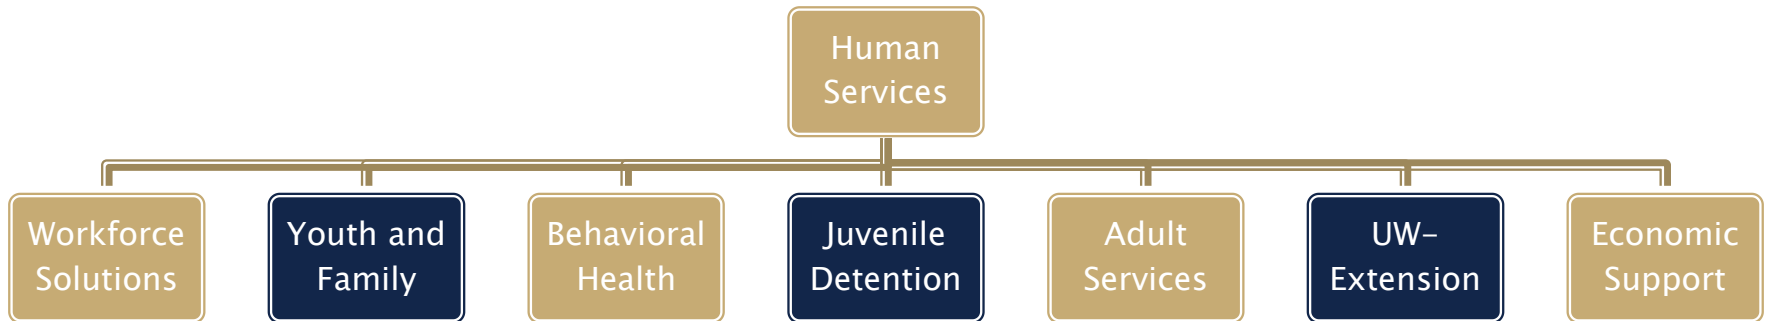 Human
Services
Workforce
Solutions
Youth and
Family
Behavioral
Health
Juvenile
Detention
Adult
Services
UW-
Extension
Economic
Support